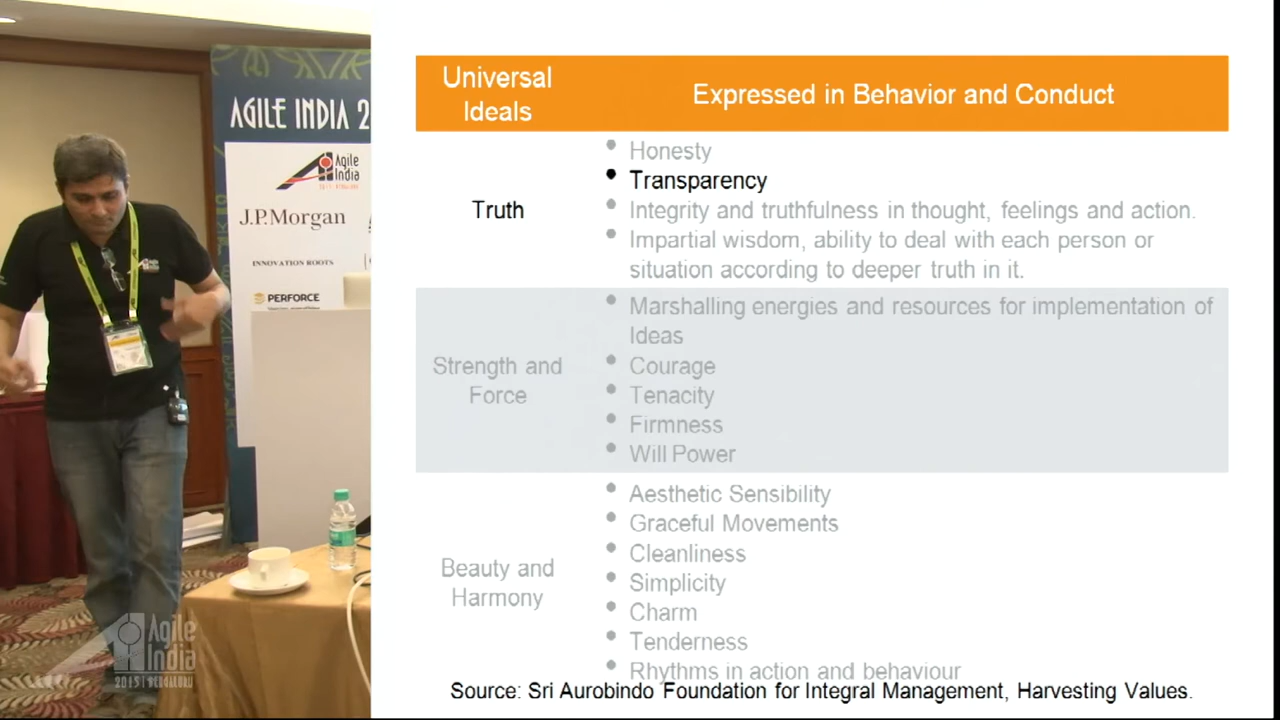 AGILE INDIA 2
Agile
India
J.P.Morgan
INNOVATION ROOTS
PERFORCE
Agile
India
2015 | BENGALURU
Universal
Ideals
Expressed in Behavior and Conduct
Truth
• Honesty
• Transparency
• Integrity and truthfulness in thought, feelings and action.
• Impartial wisdom, ability to deal with each person or
situation according to deeper truth in it.
Strength and
Force
• Marshalling energies and resources for implementation of
Ideas
• Courage
• Tenacity
• Firmness
• Will Power
Beauty and
Harmony
• Aesthetic Sensibility
• Graceful Movements
• Cleanliness
• Simplicity
• Charm
• Tenderness
• Rhythms in action and behaviour
Source: Sri Aurobindo Foundation for Integral Management, Harvesting Values.